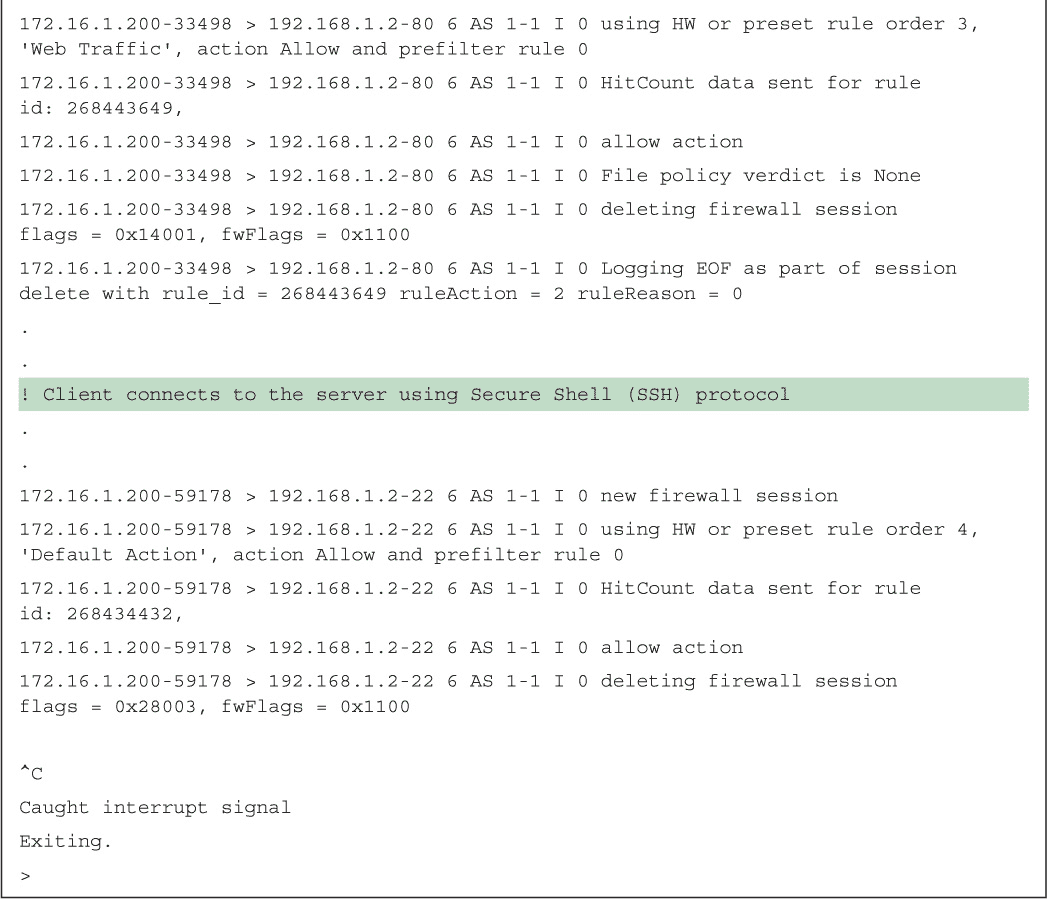 172.16.1.200-33498 > 192.168.1.2-80 6 AS 1-1 I 0 using HW or preset rule order 3,
'Web Traffic', action Allow and prefilter rule 0
172.16.1.200-33498 > 192.168.1.2-80 6 AS 1-1 I 0 HitCount data sent for rule
id: 268443649,
172.16.1.200-33498 > 192.168.1.2-80 6 AS 1-1 I 0 allow action
172.16.1.200-33498 > 192.168.1.2-80 6 AS 1-1 I 0 File policy verdict is None
172.16.1.200-33498 > 192.168.1.2-80 6 AS 1-1 I 0 deleting firewall session
flags = 0x14001, fwFlags = 0x1100
172.16.1.200-33498 > 192.168.1.2-80 6 AS 1-1 I 0 Logging EOF as part of session
delete with rule_id = 268443649 ruleAction = 2 ruleReason = 0
.
.
! Client connects to the server using Secure Shell (SSH) protocol
.
.
172.16.1.200-59178 > 192.168.1.2-22 6 AS 1-1 I 0 new firewall session
172.16.1.200-59178 > 192.168.1.2-22 6 AS 1-1 I 0 using HW or preset rule order 4,
'Default Action', action Allow and prefilter rule 0
172.16.1.200-59178 > 192.168.1.2-22 6 AS 1-1 I 0 HitCount data sent for rule
id: 268434432,
172.16.1.200-59178 > 192.168.1.2-22 6 AS 1-1 I 0 allow action
172.16.1.200-59178 > 192.168.1.2-22 6 AS 1-1 I 0 deleting firewall session
flags = 0x28003, fwFlags = 0x1100
^C
Caught interrupt signal
Exiting.
>